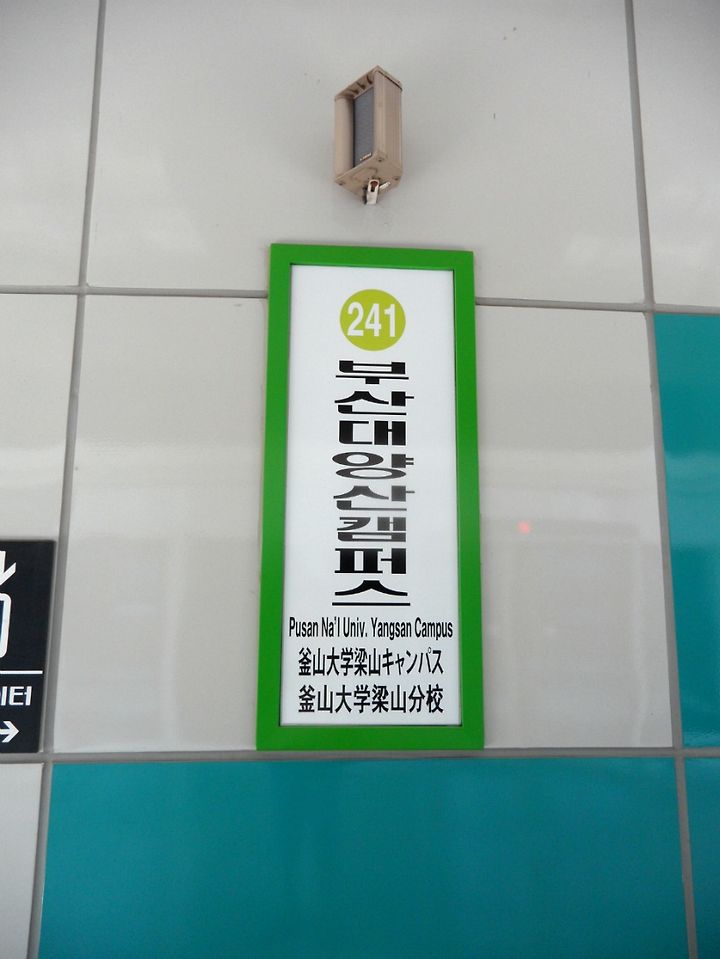 241
부산대양산캠퍼스
Pusan Na'l Univ. Yangsan Campus
釜山大学梁山キャンパス
釜山大学梁山分校
터
→